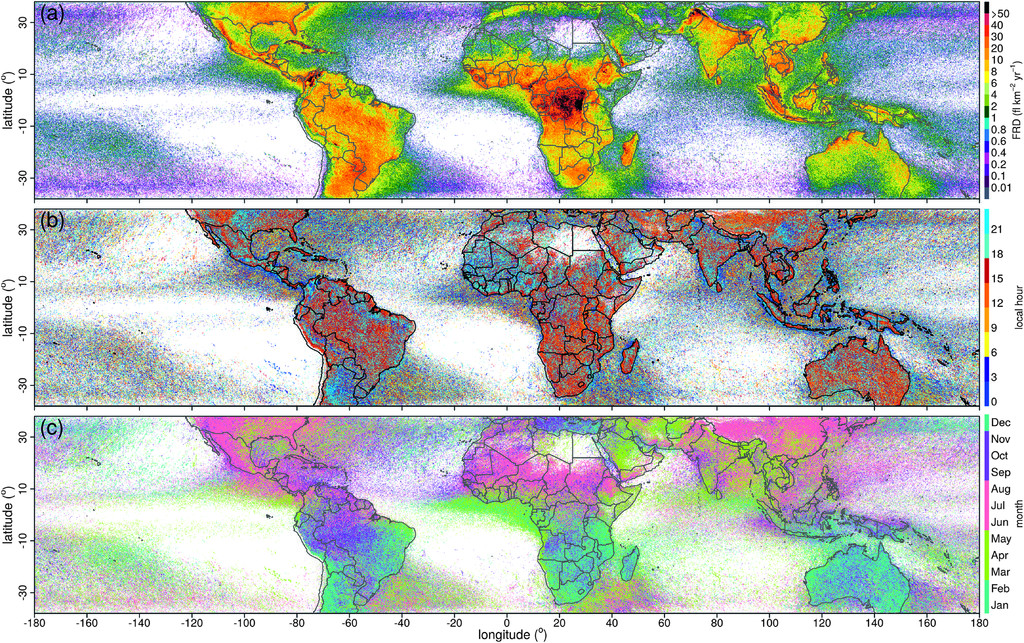 (a)
30
10
-10
-30
latitude (°)
>50
40
30
20
10
8
6
4
2
1
0.8
0.6
0.4
0.2
0.1
0.01
FRD (fl km⁻² yr⁻¹)
(b)
30
10
-10
-30
latitude (°)
21
18
15
12
9
6
3
0
local hour
(c)
30
10
-10
-30
latitude (°)
Dec
Nov
Oct
Sep
Aug
Jul
Jun
May
Apr
Mar
Feb
Jan
month
-180 -160 -140 -120 -100 -80 -60 -40 -20 0 20 40 60 80 100 120 140 160 180
longitude (°)